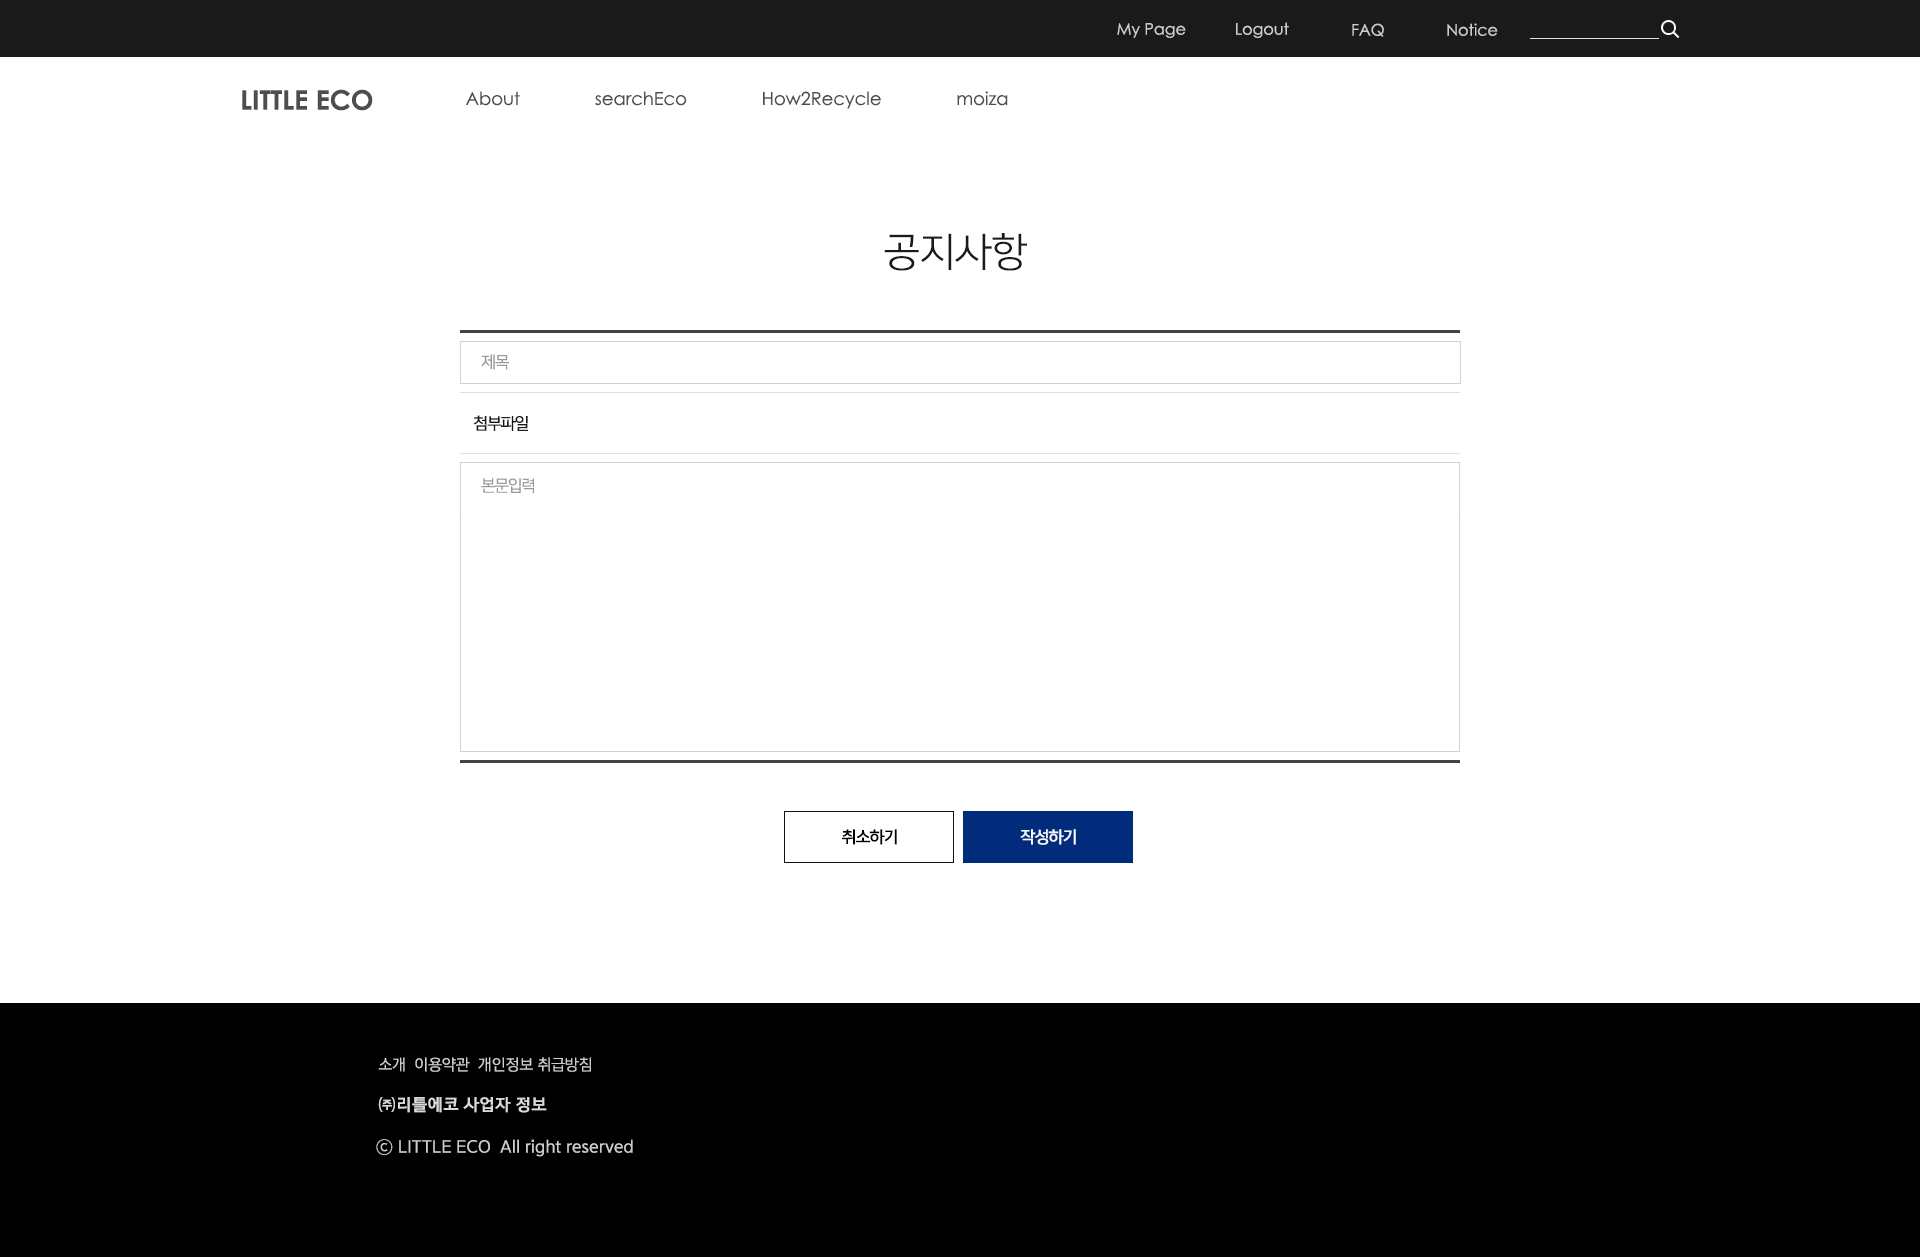 My Page Logout FAQ Notice
LITTLE ECO About searchEco How2Recycle moiza
공지사항
제목
첨부파일
본문입력
취소하기 작성하기
소개 이용약관 개인정보 취급방침
㈜리틀에코 사업자 정보
ⓒ LITTLE ECO All right reserved